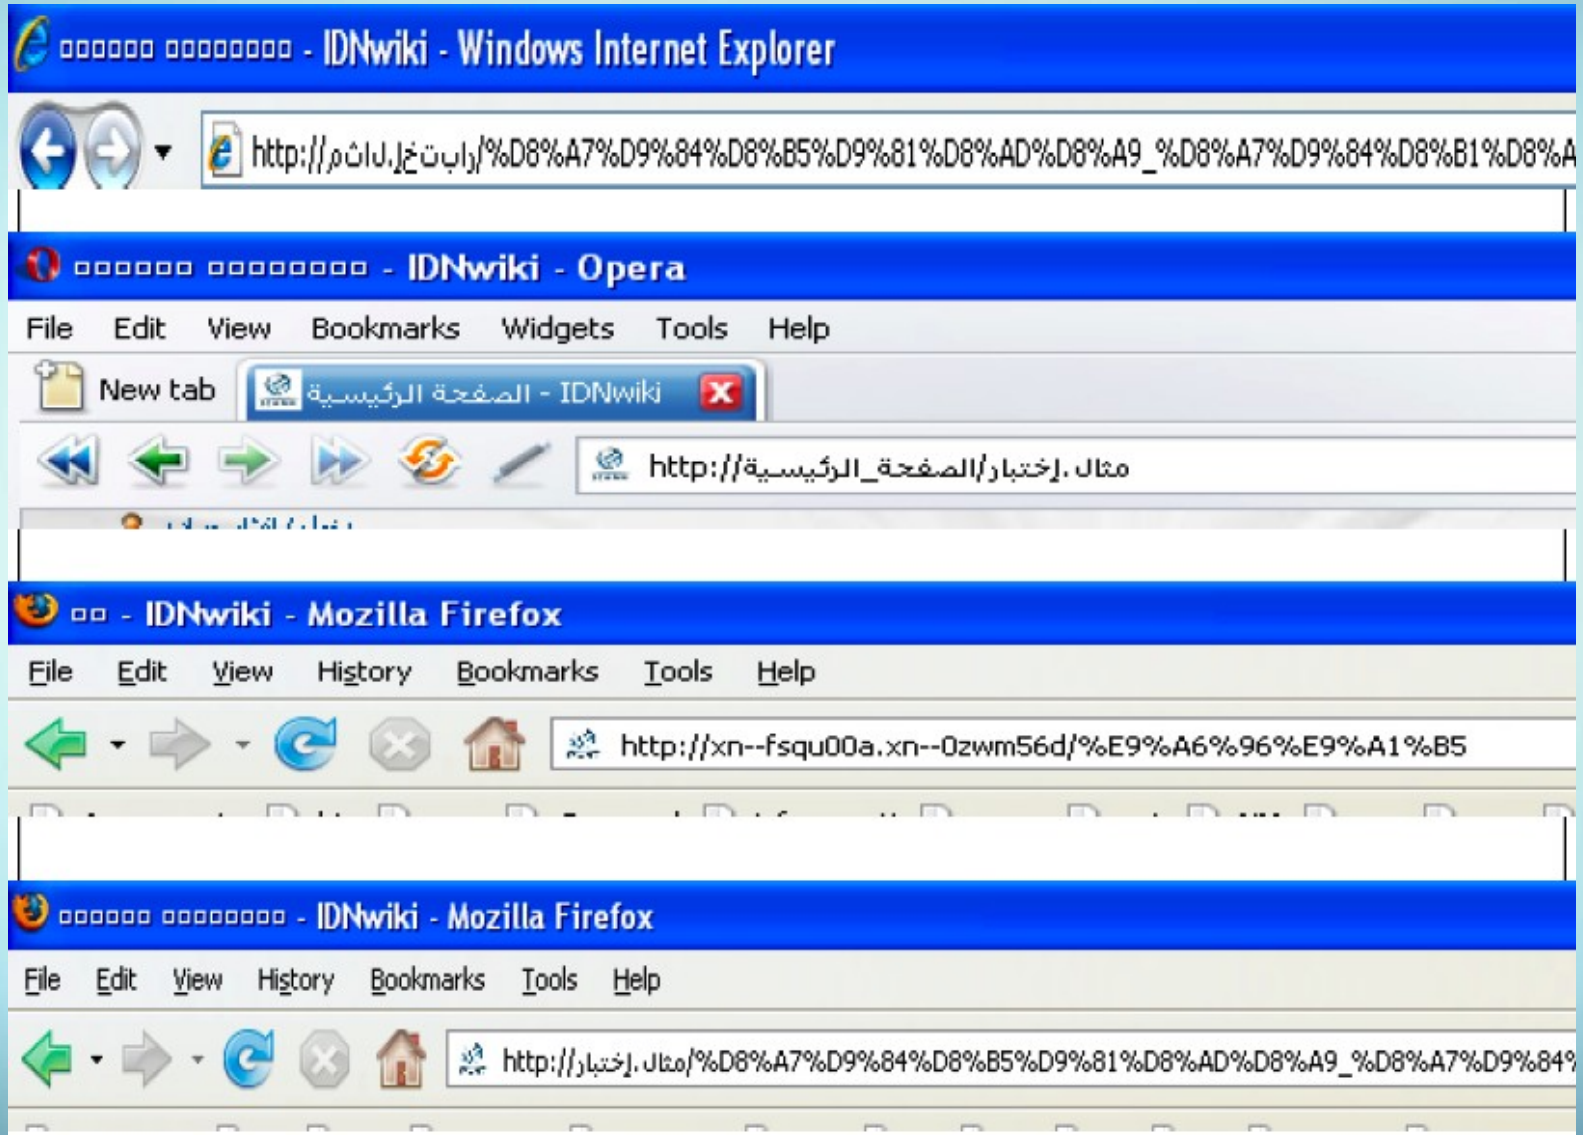 □□□□□□ □□□□□□□□ - IDNwiki - Windows Internet Explorer
http://مثال.إختبار/%D8%A7%D9%84%D8%B5%D9%81%D8%AD%D8%A9_%D8%A7%D9%84%D8%B1%D8%A
□□□□□□ □□□□□□□□ - IDNwiki - Opera
File Edit View Bookmarks Widgets Tools Help
New tab الصفحة الرئيسية - IDNwiki
http://مثال.إختبار/الصفحة_الرئيسية
□□ - IDNwiki - Mozilla Firefox
File Edit View History Bookmarks Tools Help
http://xn--fsqu00a.xn--0zwm56d/%E9%A6%96%E9%A1%B5
□□□□□□ □□□□□□□□ - IDNwiki - Mozilla Firefox
File Edit View History Bookmarks Tools Help
http://مثال.إختبار/%D8%A7%D9%84%D8%B5%D9%81%D8%AD%D8%A9_%D8%A7%D9%84%